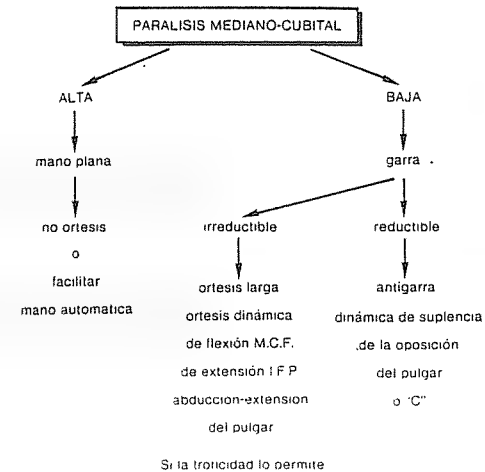 PARALISIS MEDIANO-CUBITAL
ALTA
BAJA
mano plana
garra
no ortesis
o
facilitar
mano automatica
irreductible
reductible
ortesis larga
ortesis dinámica
de flexión M.C.F.
de extensión I F P
abduccion-extension
del pulgar
antigarra
dinámica de suplencia
de la oposición
del pulgar
o "C"
Si la troficidad lo permite